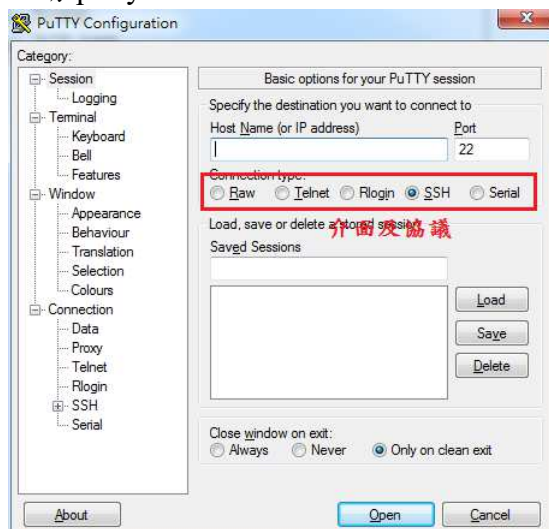 PuTTY Configuration
Category:
Session
Logging
Terminal
Keyboard
Bell
Features
Window
Appearance
Behaviour
Translation
Selection
Colours
Connection
Data
Proxy
Telnet
Rlogin
SSH
Serial
Basic options for your PuTTY session
Specify the destination you want to connect to
Host Name (or IP address) Port
22
Connection type:
Raw Telnet Rlogin SSH Serial
Load, save or delete a stored session
介面及協議
Saved Sessions
Load
Save
Delete
Close window on exit:
Always Never Only on clean exit
About Open Cancel